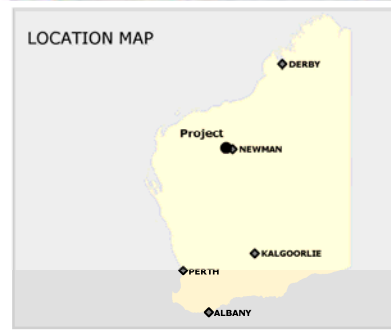 LOCATION MAP
DERBY
Project
NEWMAN
KALGOORLIE
PERTH
ALBANY